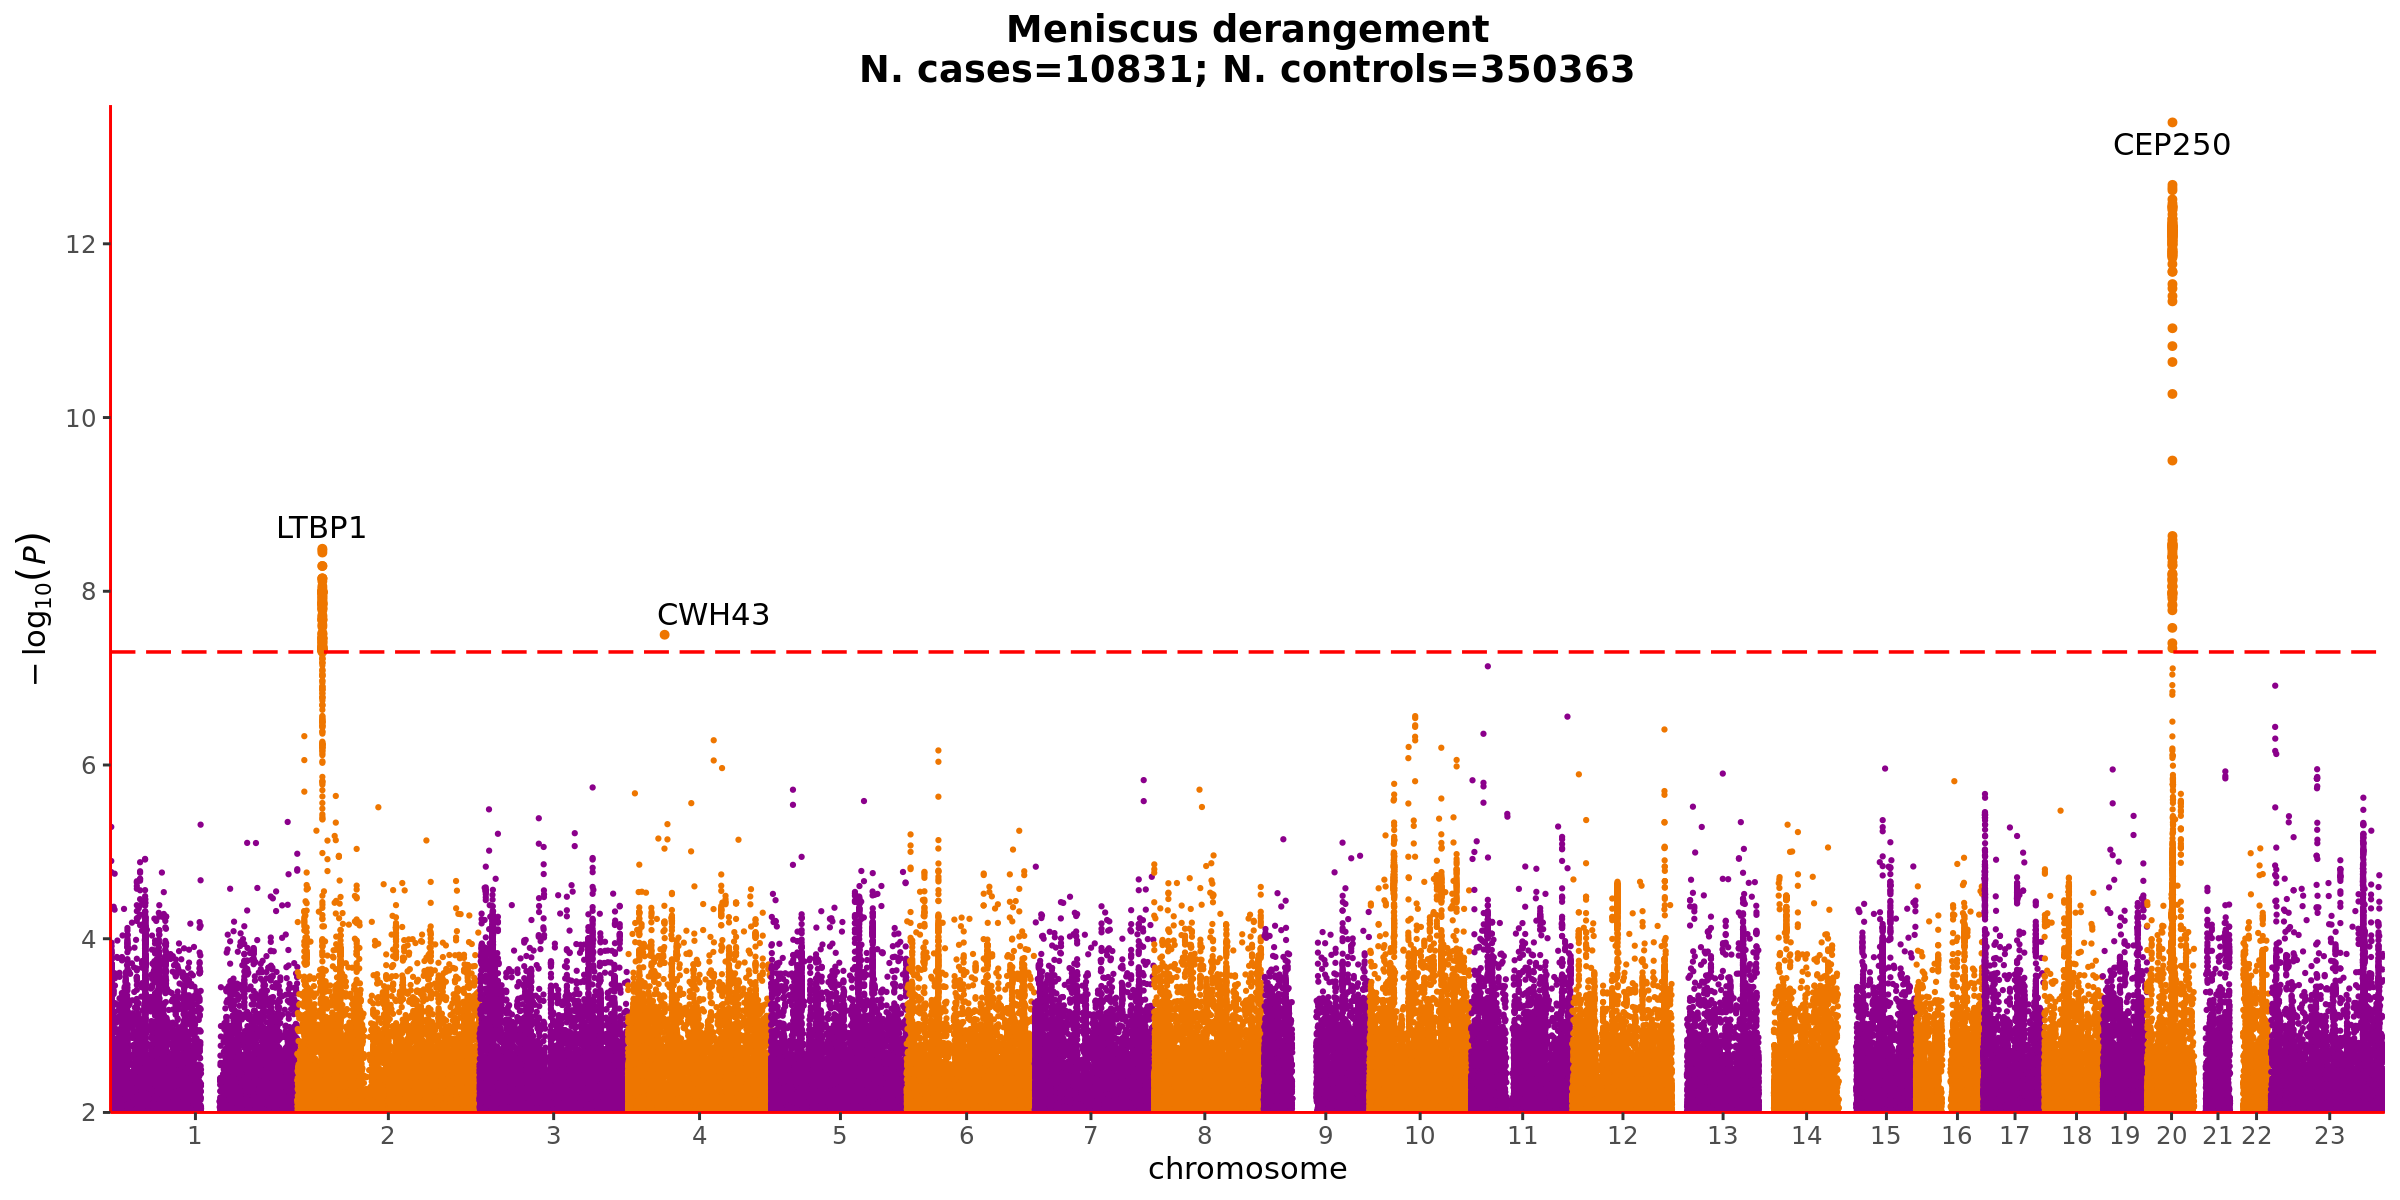 Meniscus derangement
N. cases=10831; N. controls=350363
CEP250
12
10
LTBP1
8
CWH43
−log₁₀(P)
6
4
2
1 2 3 4 5 6 7 8 9 10 11 12 13 14 15 16 17 18 19 20 21 22 23
chromosome